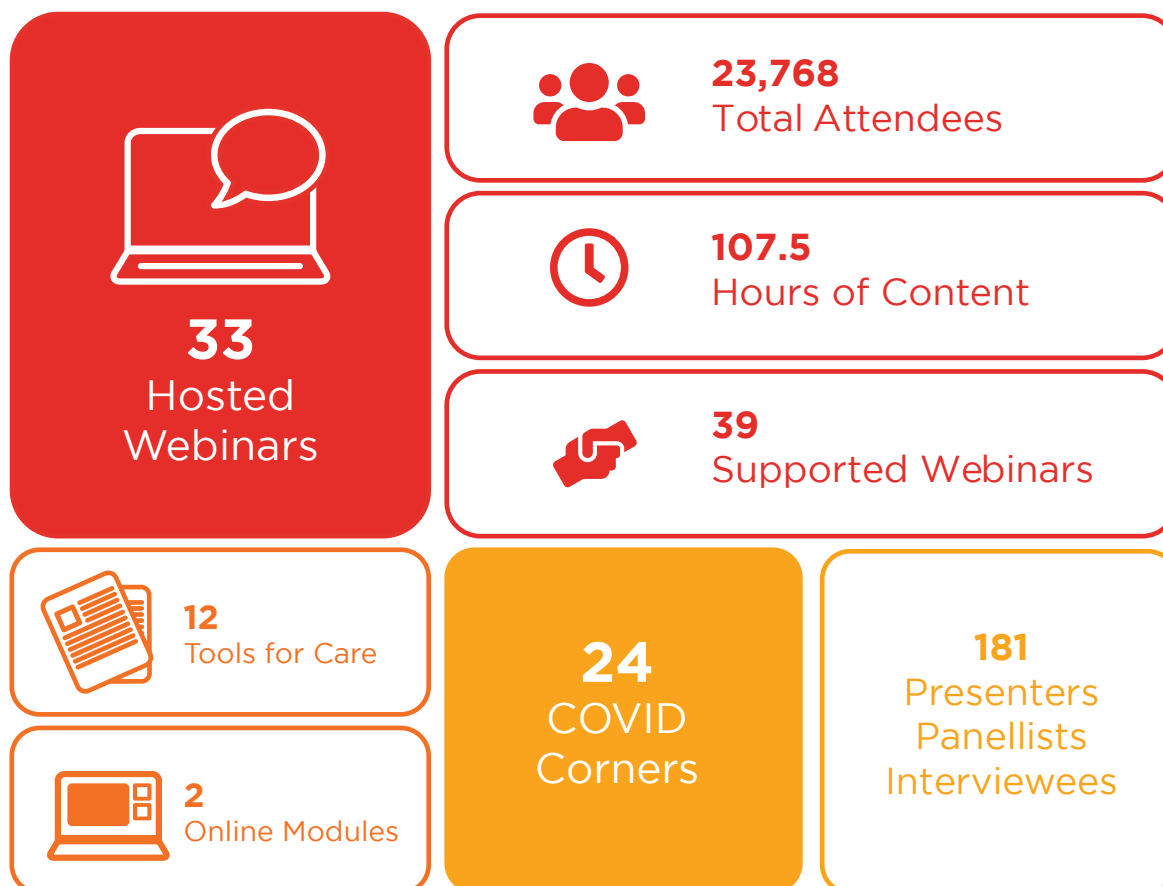 33
Hosted
Webinars
23,768
Total Attendees
107.5
Hours of Content
39
Supported Webinars
12
Tools for Care
2
Online Modules
24
COVID
Corners
181
Presenters
Panellists
Interviewees